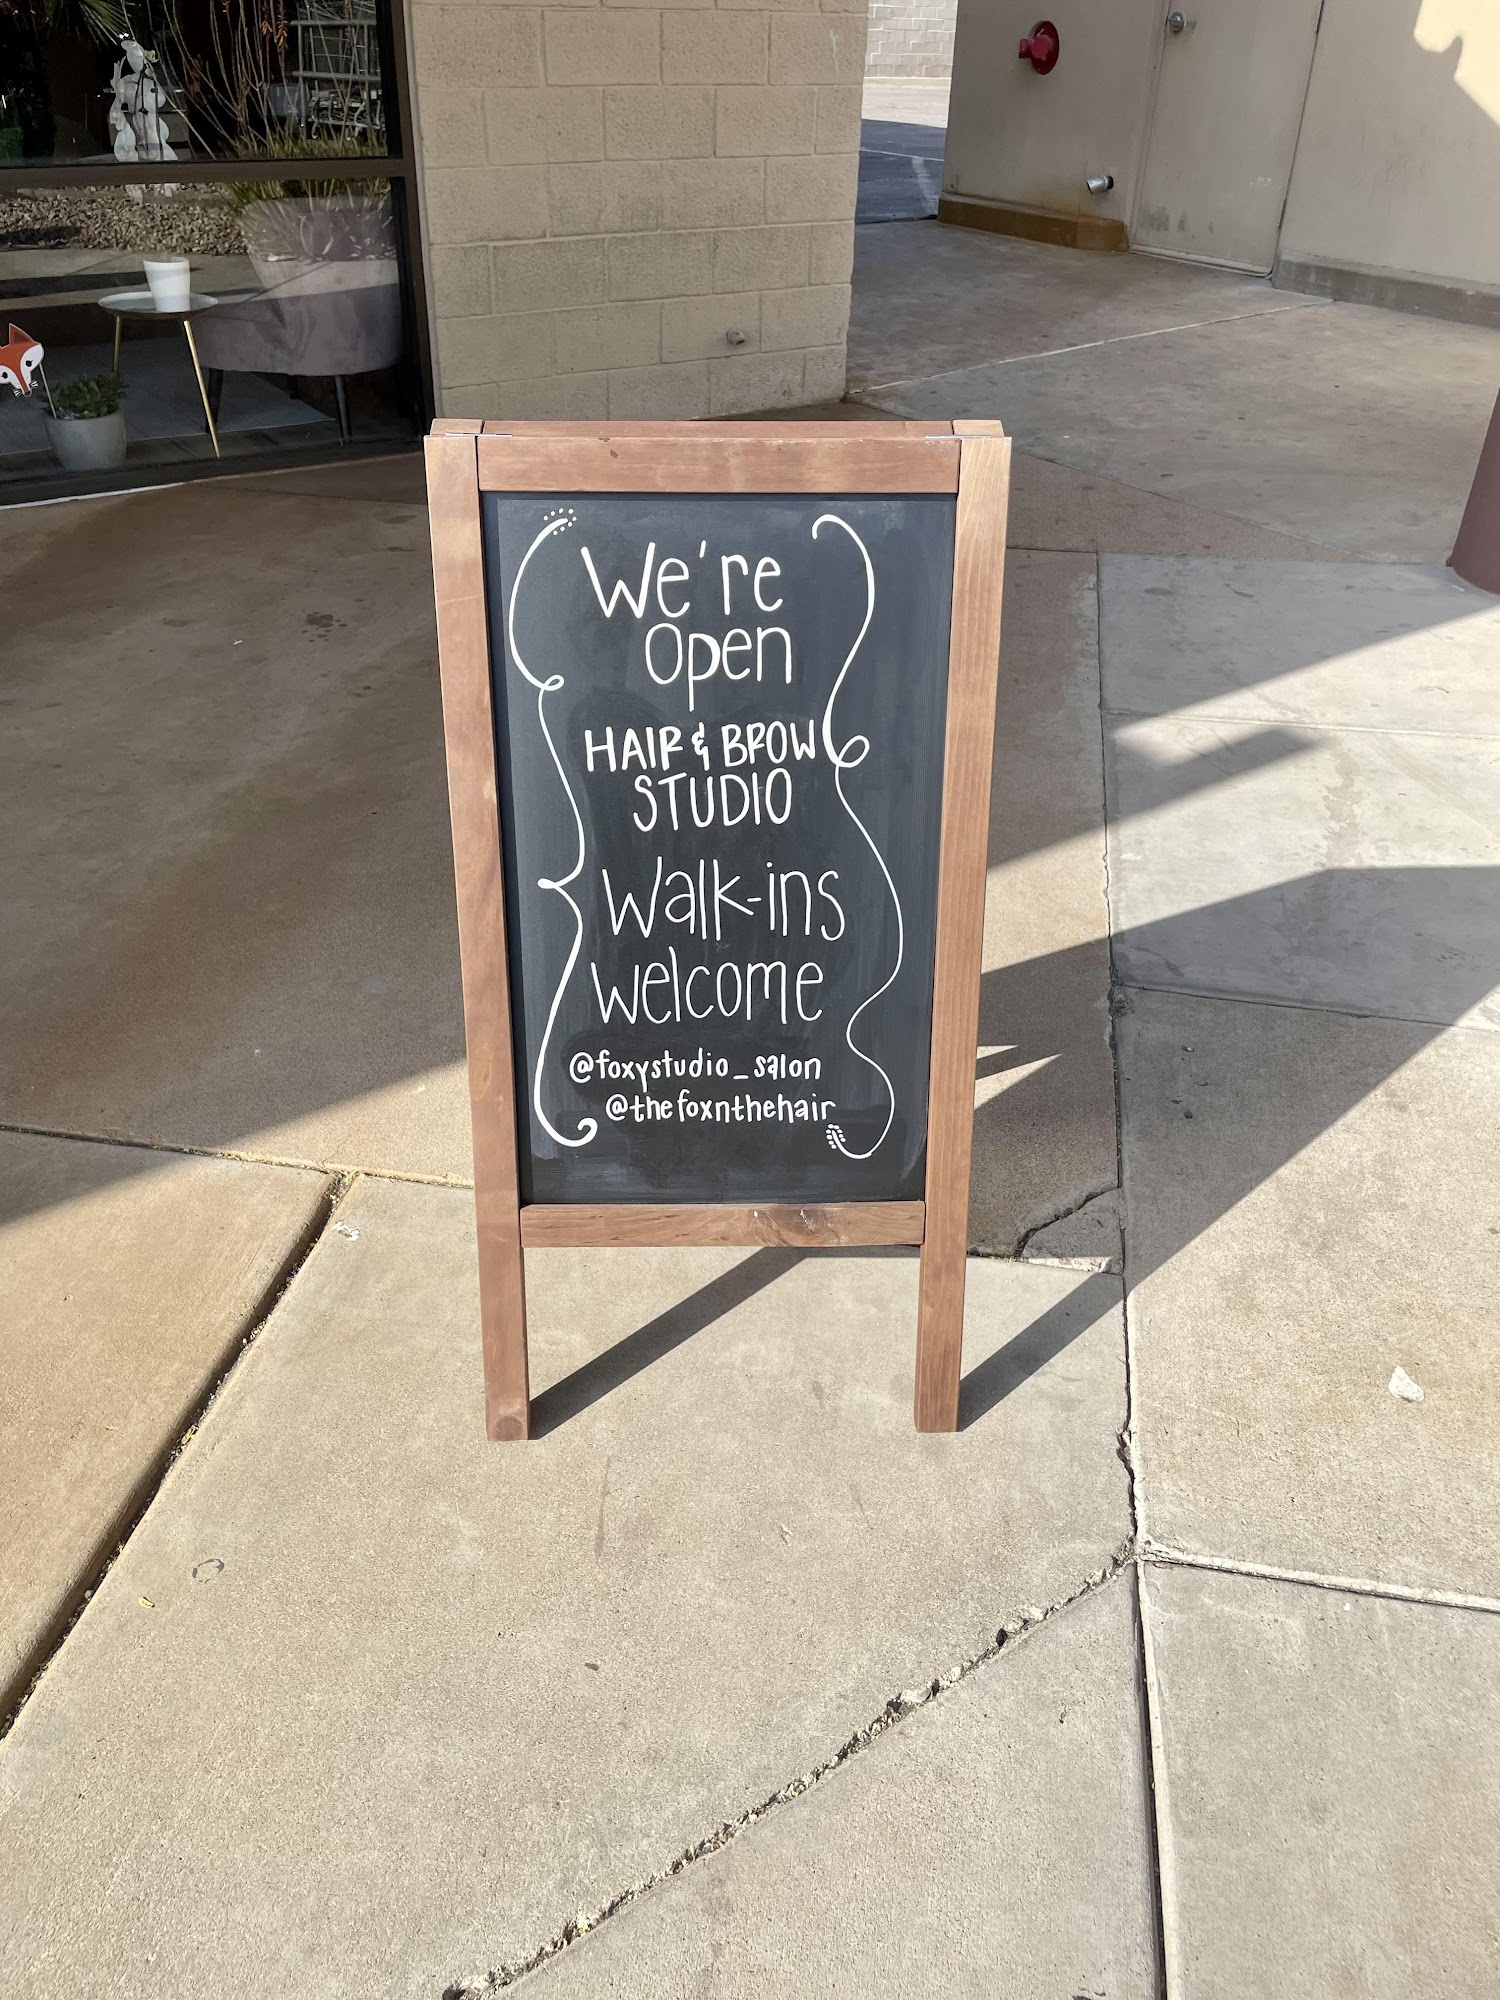 We're
open
HAIR & BROW
STUDIO
Walk-ins
welcome
@foxystudio_salon
@thefoxnthehair